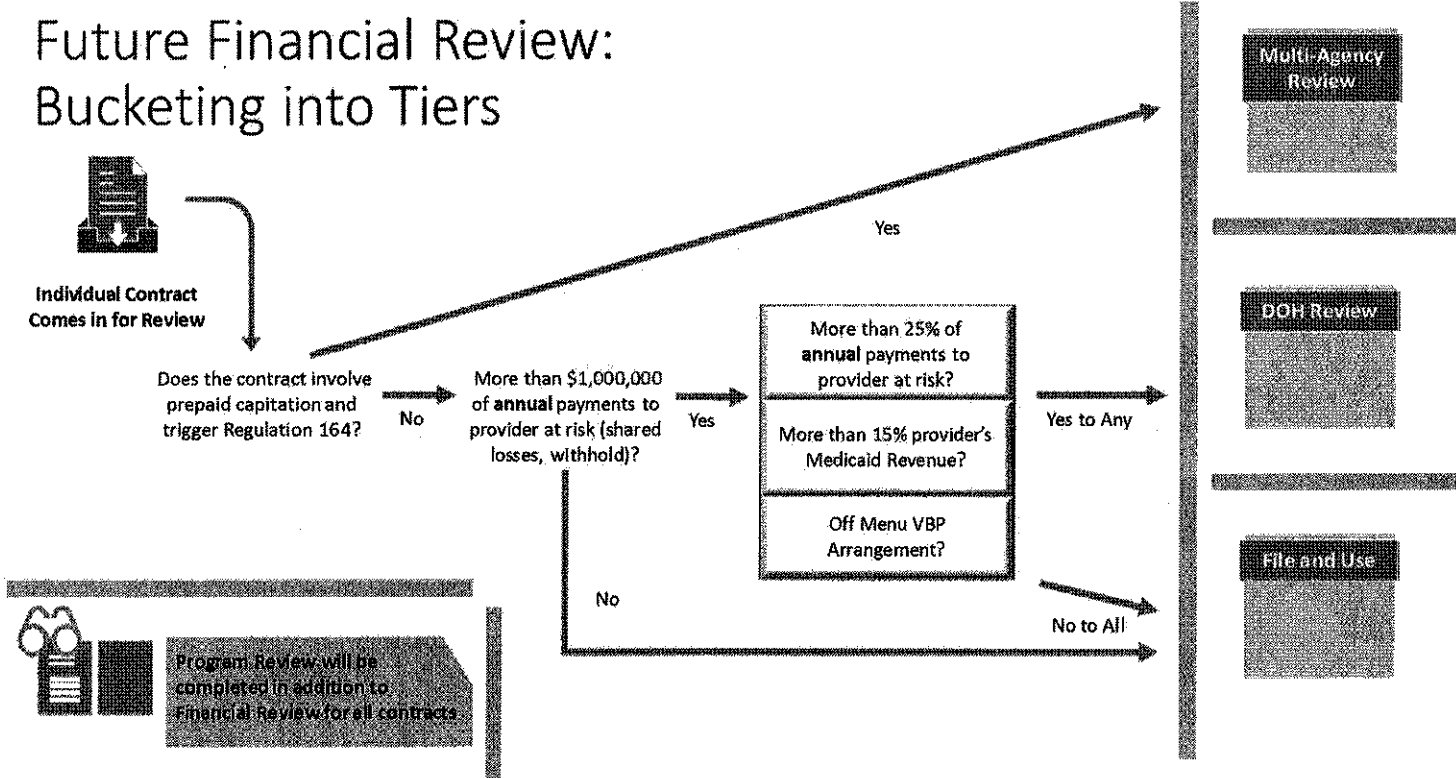 Future Financial Review:
Bucketing into Tiers
Individual Contract
Comes in for Review
Does the contract involve
prepaid capitation and
trigger Regulation 164?
No
Yes
More than $1,000,000
of annual payments to
provider at risk (shared
losses, withhold)?
Yes
No
More than 25% of
annual payments to
provider at risk?
More than 15% provider's
Medicaid Revenue?
Off Menu VBP
Arrangement?
Yes to Any
No to All
Multi-Agency
Review
DOH Review
File and Use
Program Review will be
completed in addition to
Financial Review for all contracts